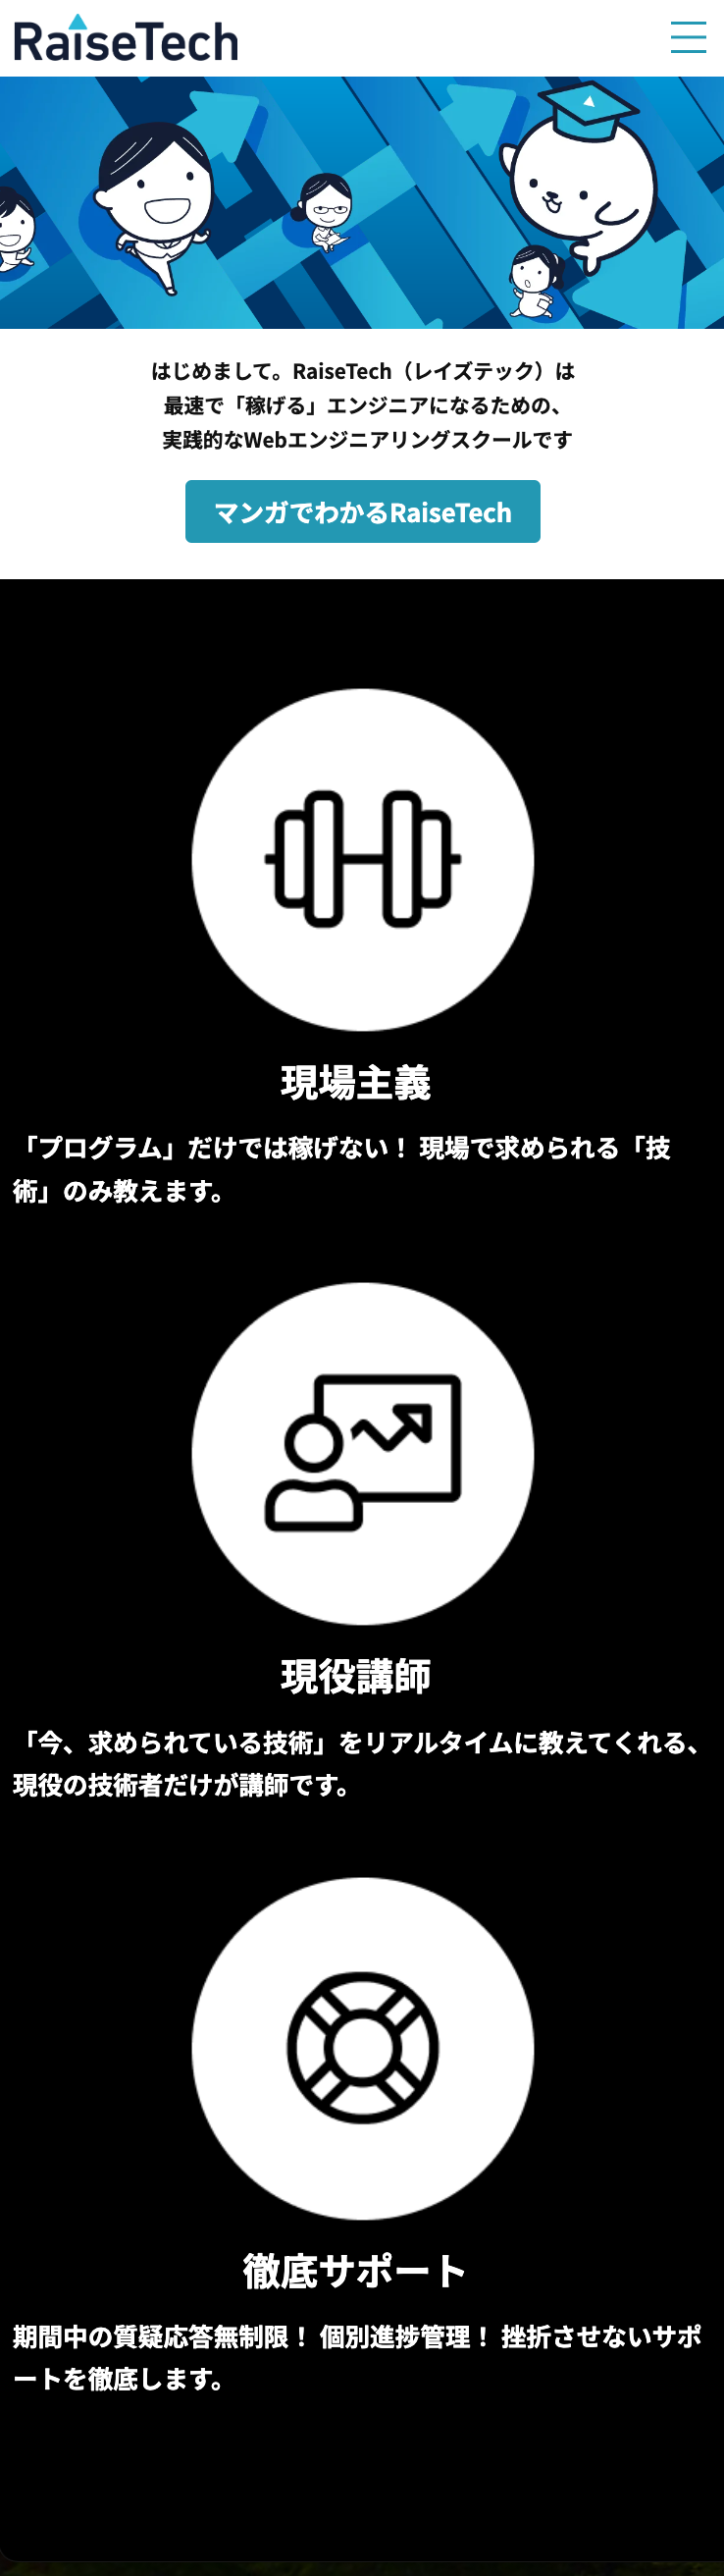 RaiseTech
はじめまして。RaiseTech（レイズテック）は
最速で「稼げる」エンジニアになるための、
実践的なWebエンジニアリングスクールです
マンガでわかるRaiseTech
現場主義
「プログラム」だけでは稼げない！ 現場で求められる「技
術」のみ教えます。
現役講師
「今、求められている技術」をリアルタイムに教えてくれる、
現役の技術者だけが講師です。
徹底サポート
期間中の質疑応答無制限！ 個別進捗管理！ 挫折させないサポ
ートを徹底します。